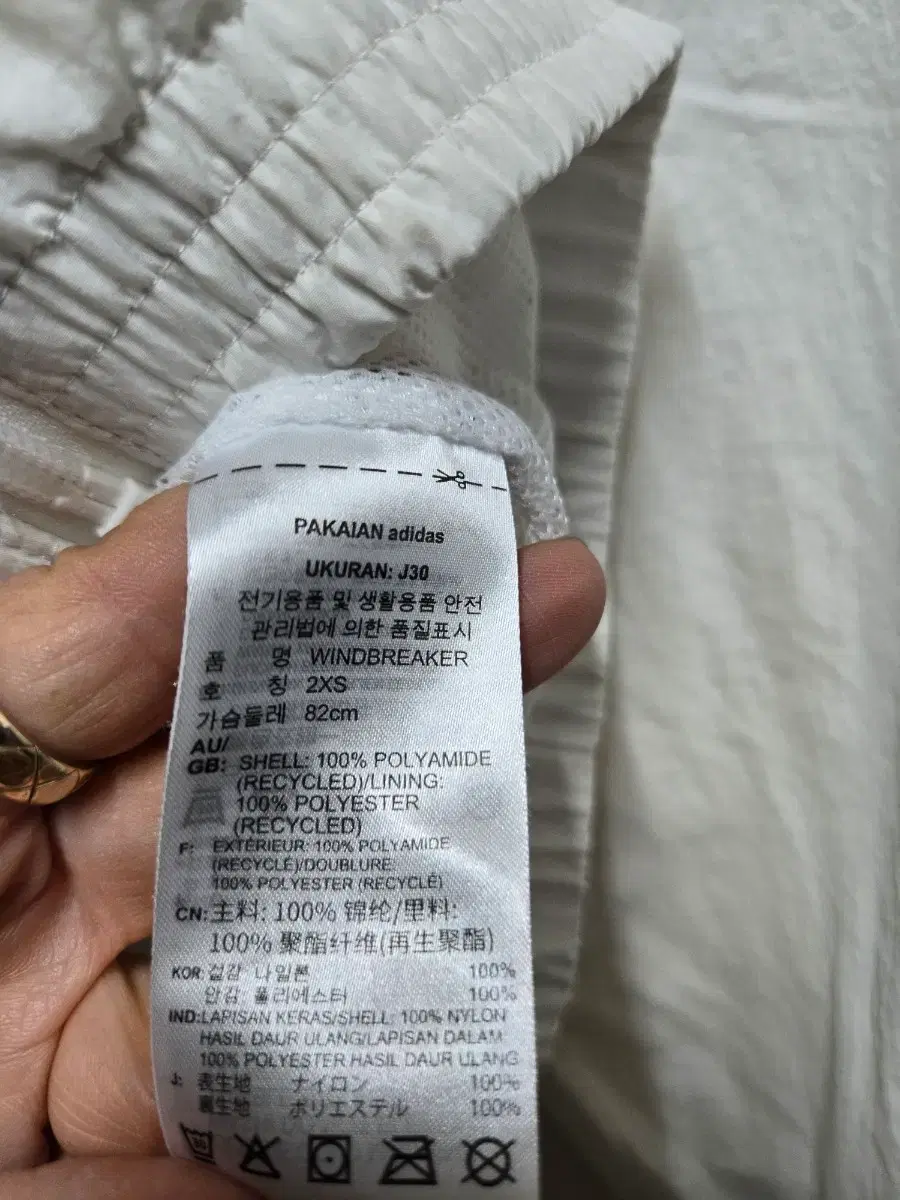 PAKAIAN adidas
UKURAN: J30
전기용품 및 생활용품 안전
관리법에 의한 품질표시
품 명 WINDBREAKER
호 칭 2XS
가슴둘레 82cm
AU/
GB: SHELL: 100% POLYAMIDE
(RECYCLED)/LINING:
100% POLYESTER
(RECYCLED)
F: EXTÉRIEUR: 100% POLYAMIDE
(RECYCLÉ)/DOUBLURE:
100% POLYESTER (RECYCLÉ)
CN: 主料: 100% 锦纶/里料:
100% 聚酯纤维(再生聚酯)
KOR: 겉감 나일론 100%
안감: 폴리에스터 100%
IND: LAPISAN KERAS/SHELL: 100% NYLON
HASIL DAUR ULANG/LAPISAN DALAM:
100% POLYESTER HASIL DAUR ULANG
J: 表生地 ナイロン 100%
裏生地 ポリエステル 100%